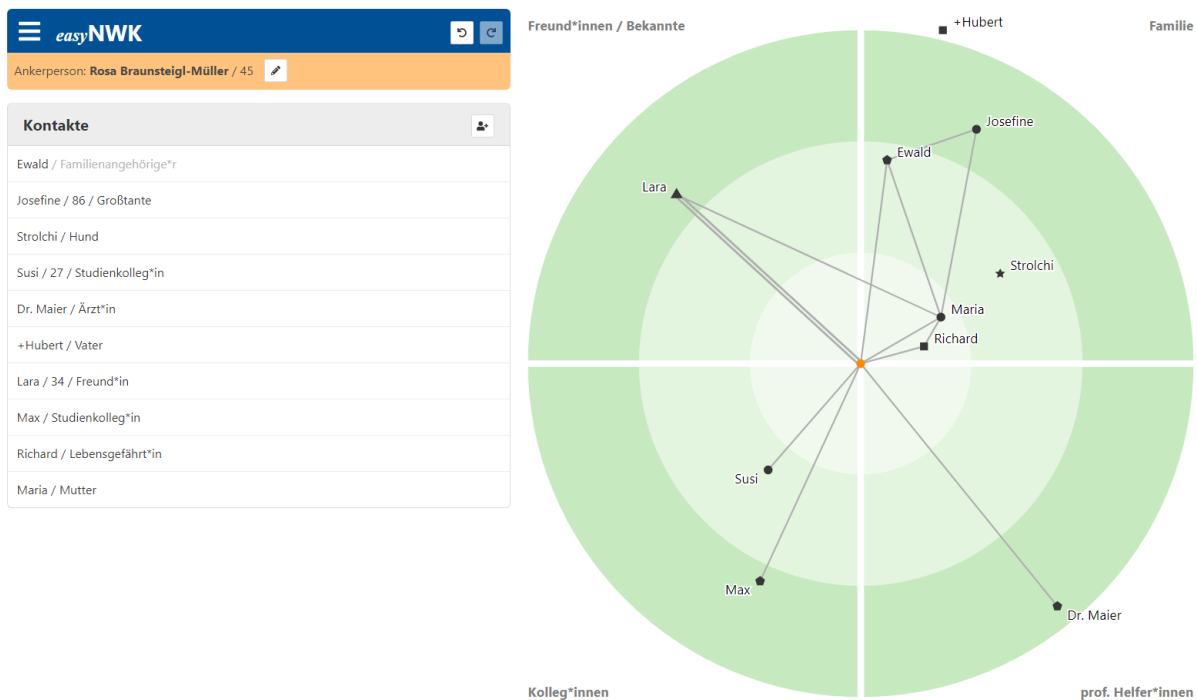 easyNWK
Ankerperson: Rosa Braunsteigl-Müller / 45
Kontakte
Ewald / Familienangehörige*r
Josefine / 86 / Großtante
Strolchi / Hund
Susi / 27 / Studienkolleg*in
Dr. Maier / Ärzt*in
+Hubert / Vater
Lara / 34 / Freund*in
Max / Studienkolleg*in
Richard / Lebensgefährt*in
Maria / Mutter
Freund*innen / Bekannte
+Hubert
Familie
Josefine
Ewald
Lara
Strolchi
Maria
Richard
Susi
Max
Dr. Maier
Kolleg*innen
prof. Helfer*innen